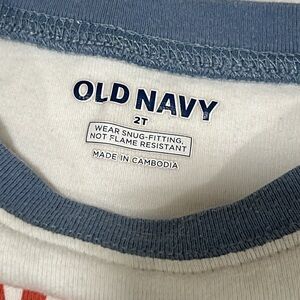 OLD NAVY
2T
WEAR SNUG-FITTING,
NOT FLAME RESISTANT
MADE IN CAMBODIA